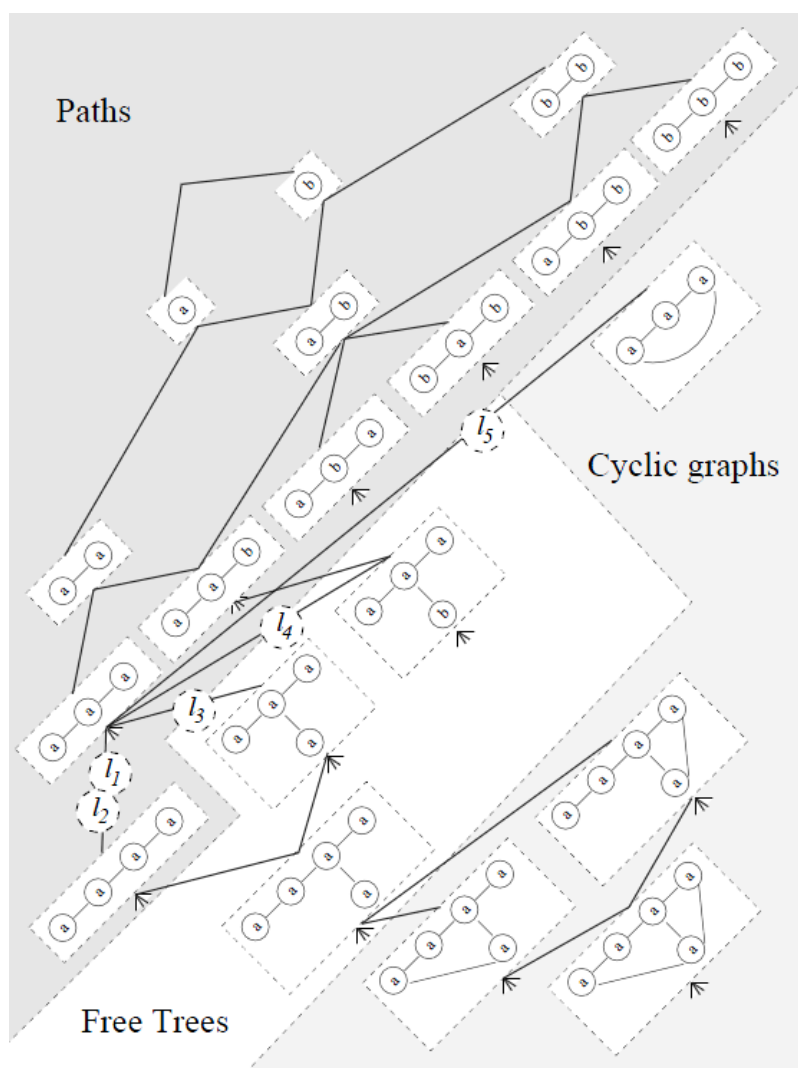 Paths
b b
b b b
b
a b b
a
a b
b a b
a a a
l5
Cyclic graphs
a b a
a a
a a b
a a a b
l4
a a a
l3
a a a a
l1
l2
a a a a
a a a a a
a a a a a
a a a a a
a a a a a
Free Trees